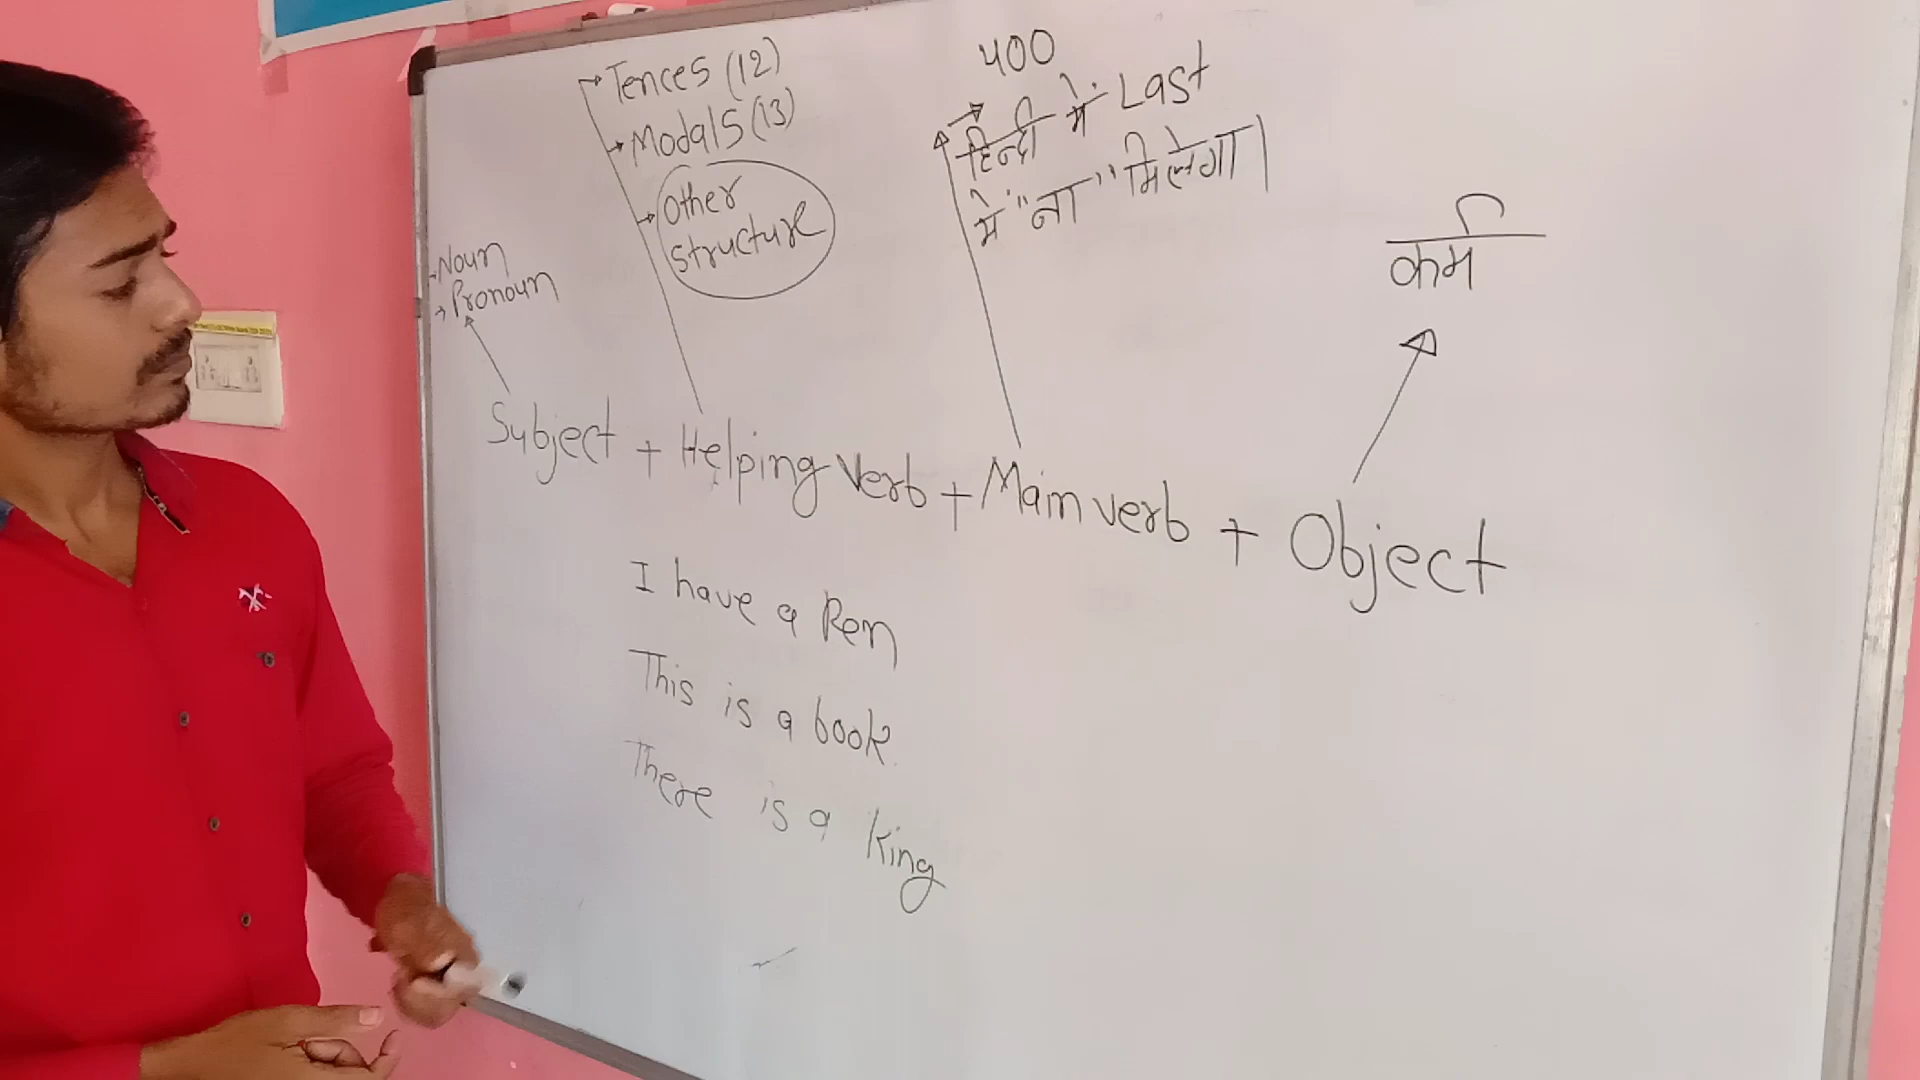 Tences (12)
Modals (13)
Other
structure
400
हिन्दी में Last
में "ना" मिलेगा।
कर्म
Noun
Pronoun
Subject + Helping Verb + Main verb + Object
I have a Pen
This is a book.
There is a King